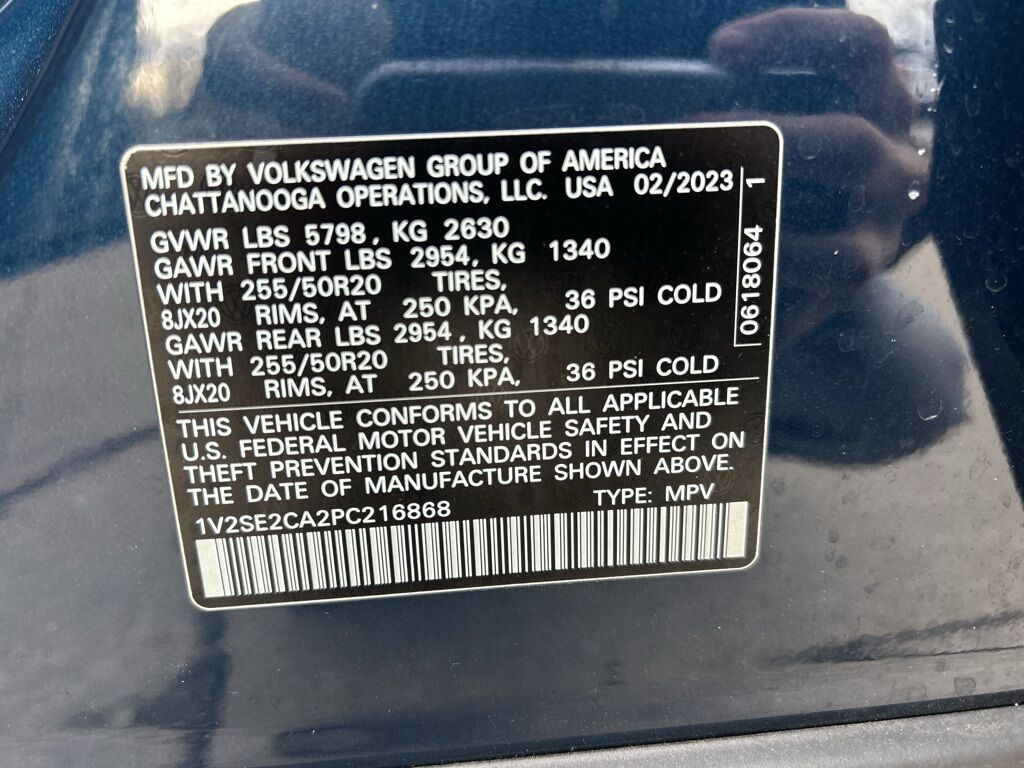 MFD BY VOLKSWAGEN GROUP OF AMERICA
CHATTANOOGA OPERATIONS, LLC. USA 02/2023
GVWR LBS 5798, KG 2630
GAWR FRONT LBS 2954, KG 1340
WITH 255/50R20 TIRES,
8JX20 RIMS, AT 250 KPA, 36 PSI COLD
GAWR REAR LBS 2954, KG 1340
WITH 255/50R20 TIRES,
8JX20 RIMS, AT 250 KPA, 36 PSI COLD
THIS VEHICLE CONFORMS TO ALL APPLICABLE
U.S. FEDERAL MOTOR VEHICLE SAFETY AND
THEFT PREVENTION STANDARDS IN EFFECT ON
THE DATE OF MANUFACTURE SHOWN ABOVE.
1V2SE2CA2PC216868 TYPE: MPV
0618064 1